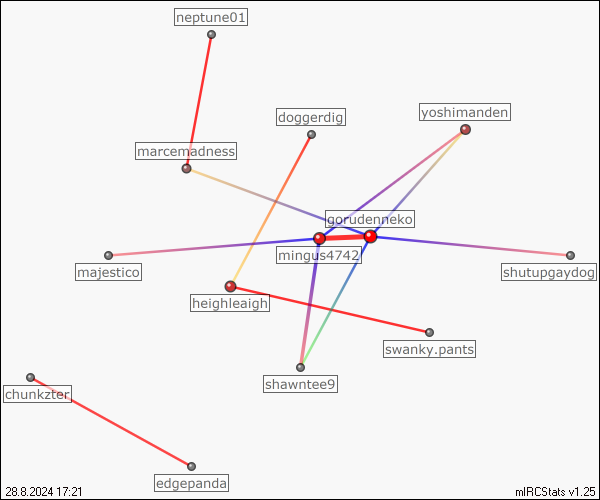 neptune01
doggerdig
yoshimanden
marcemadness
gorudenneko
mingus4742
majestico
shutupgaydog
heighleaigh
swanky.pants
shawntee9
chunkzter
edgepanda
28.8.2024 17:21
mIRCStats v1.25